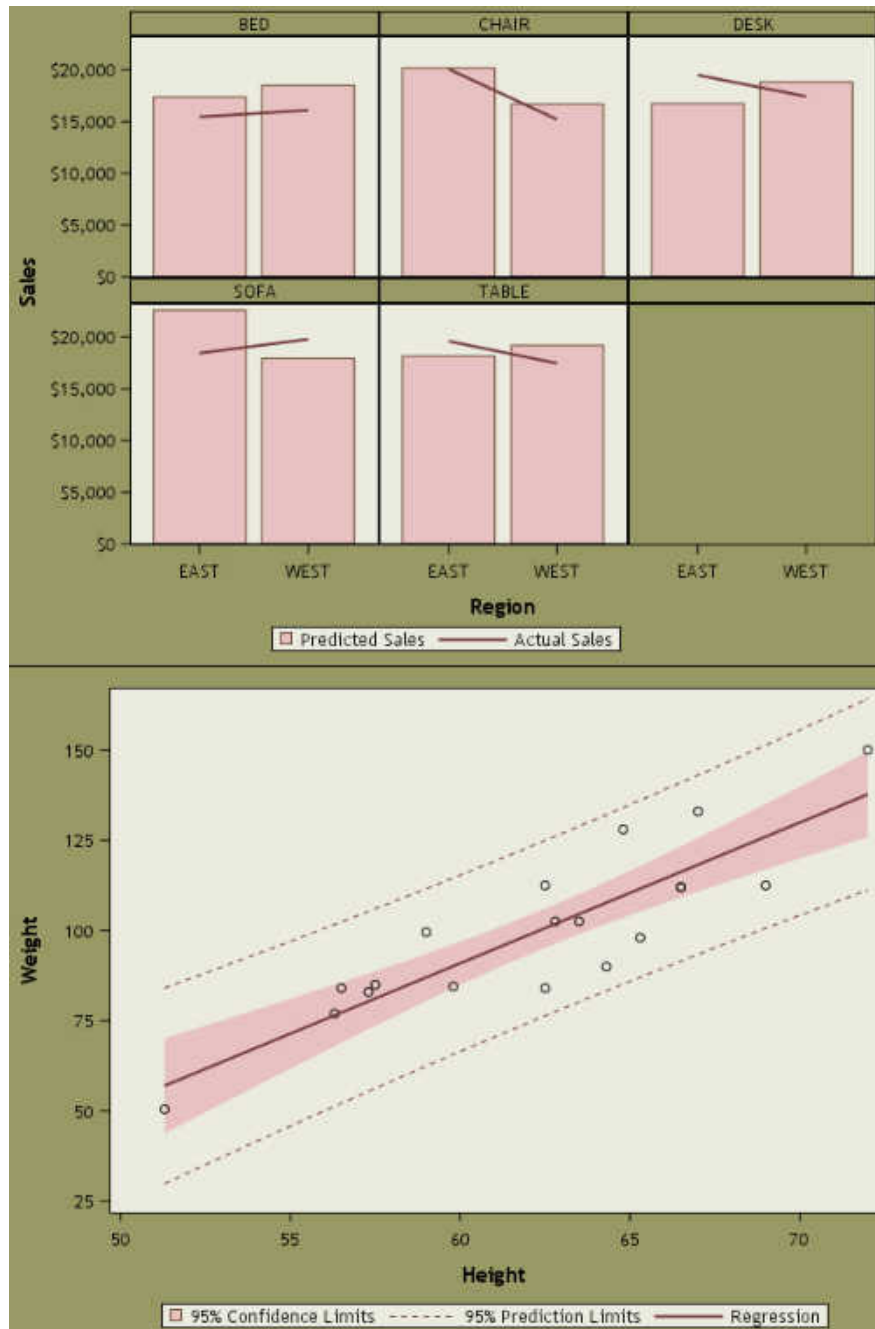 BED CHAIR DESK
$20,000
$15,000
$10,000
$5,000
$0
Sales
SOFA TABLE
$20,000
$15,000
$10,000
$5,000
$0
EAST WEST EAST WEST EAST WEST
Region
Predicted Sales Actual Sales
150
125
100
75
50
25
Weight
50 55 60 65 70
Height
95% Confidence Limits 95% Prediction Limits Regression